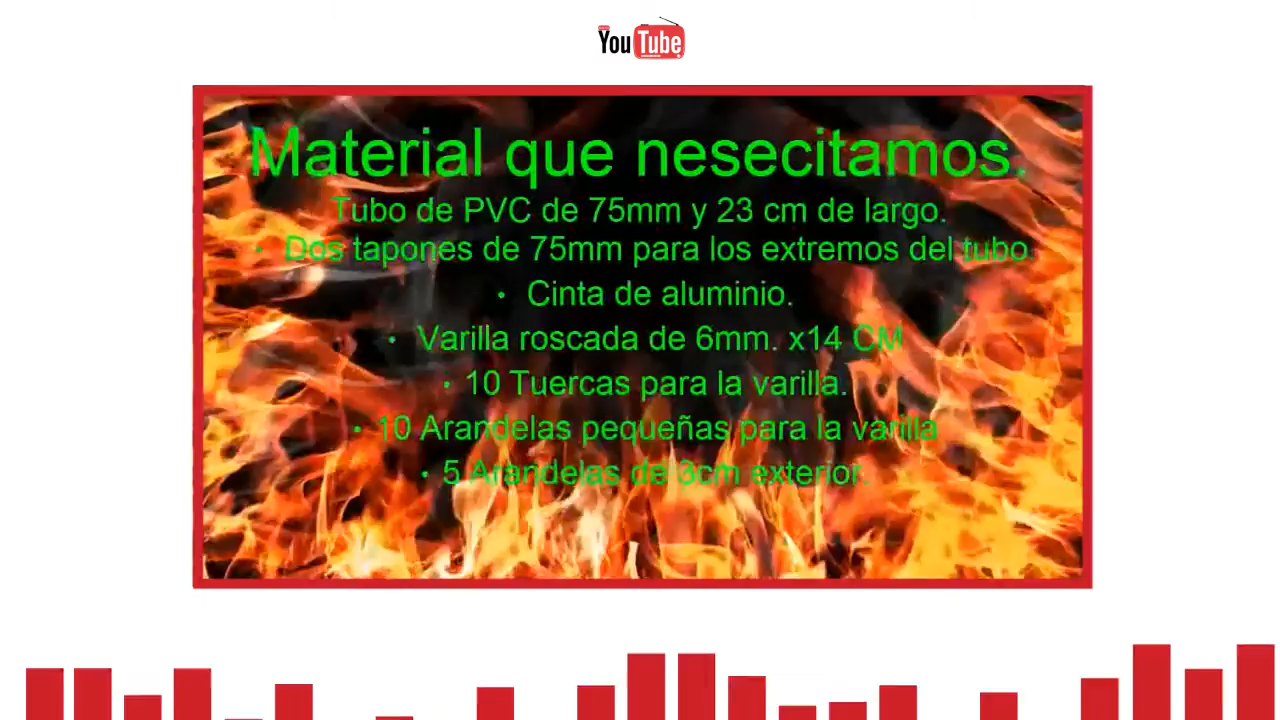 YouTube
Material que nesecitamos.
Tubo de PVC de 75mm y 23 cm de largo.
• Dos tapones de 75mm para los extremos del tubo
• Cinta de aluminio.
• Varilla roscada de 6mm. x14 CM
• 10 Tuercas para la varilla.
• 10 Arandelas pequeñas para la varilla
• 5 Arandelas de 3cm exterior.